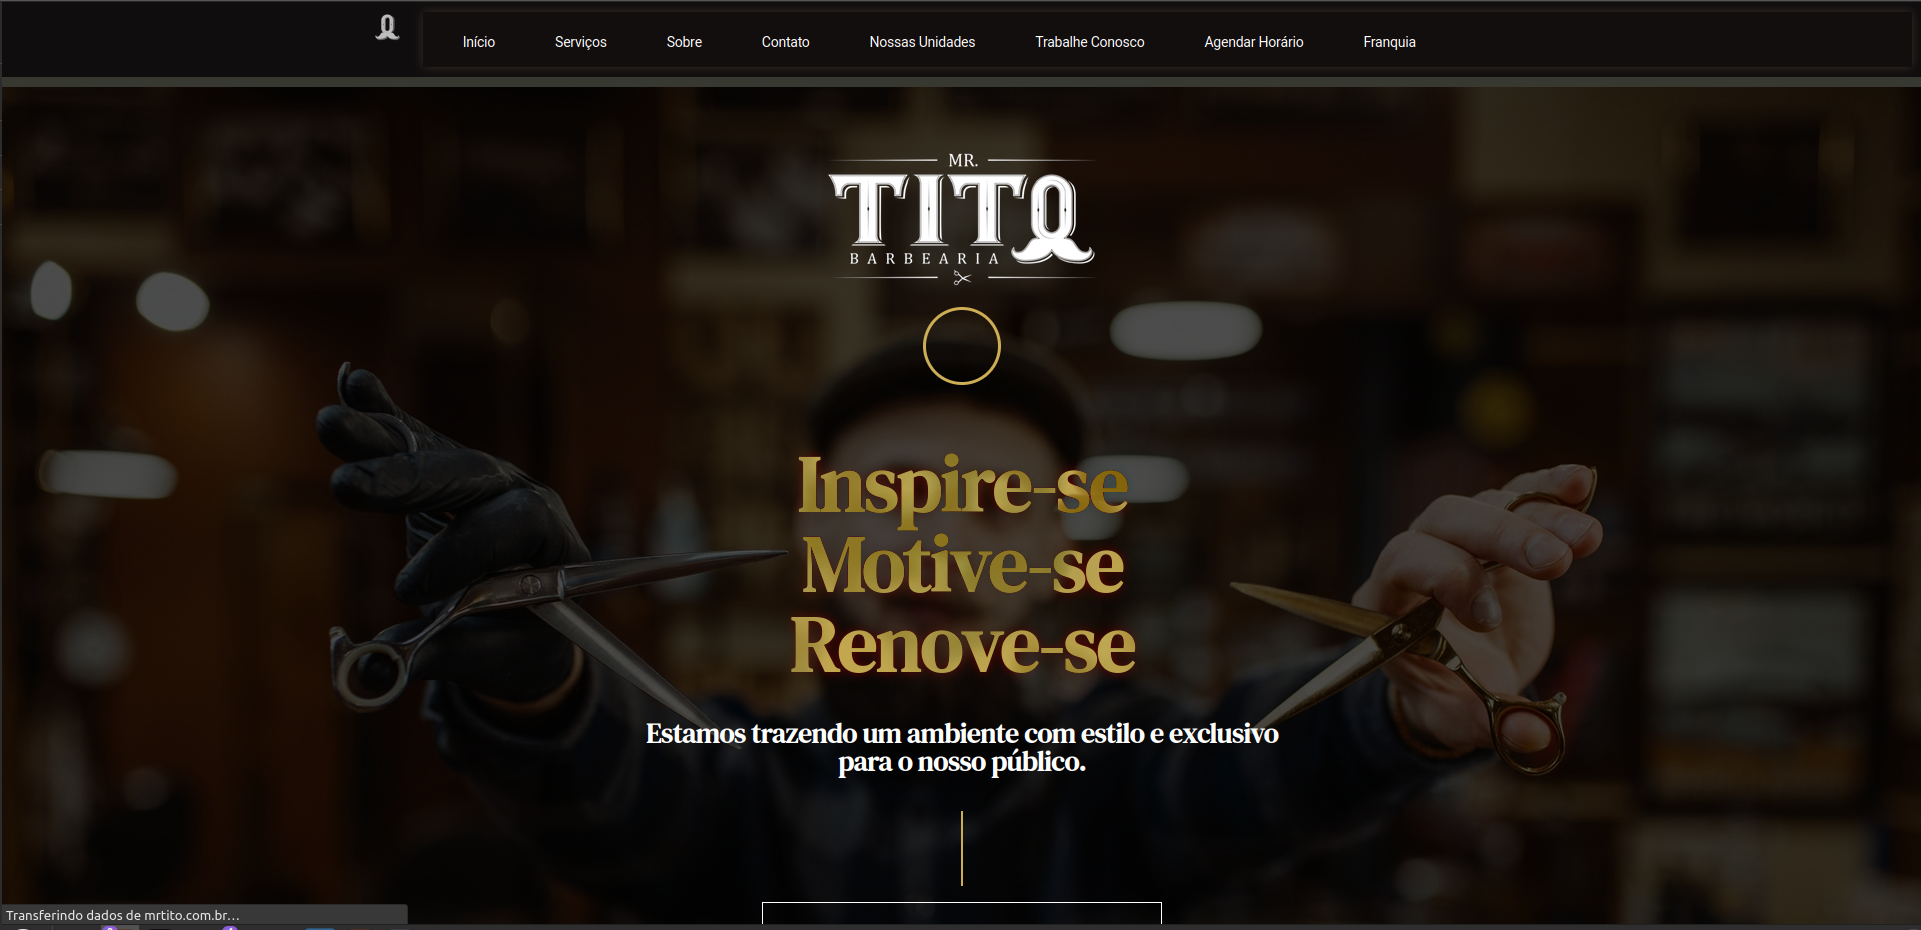 Início Serviços Sobre Contato Nossas Unidades Trabalhe Conosco Agendar Horário Franquia
MR.
TITO
BARBEARIA
Inspire-se
Motive-se
Renove-se
Estamos trazendo um ambiente com estilo e exclusivo
para o nosso público.
Transferindo dados de mrtito.com.br...